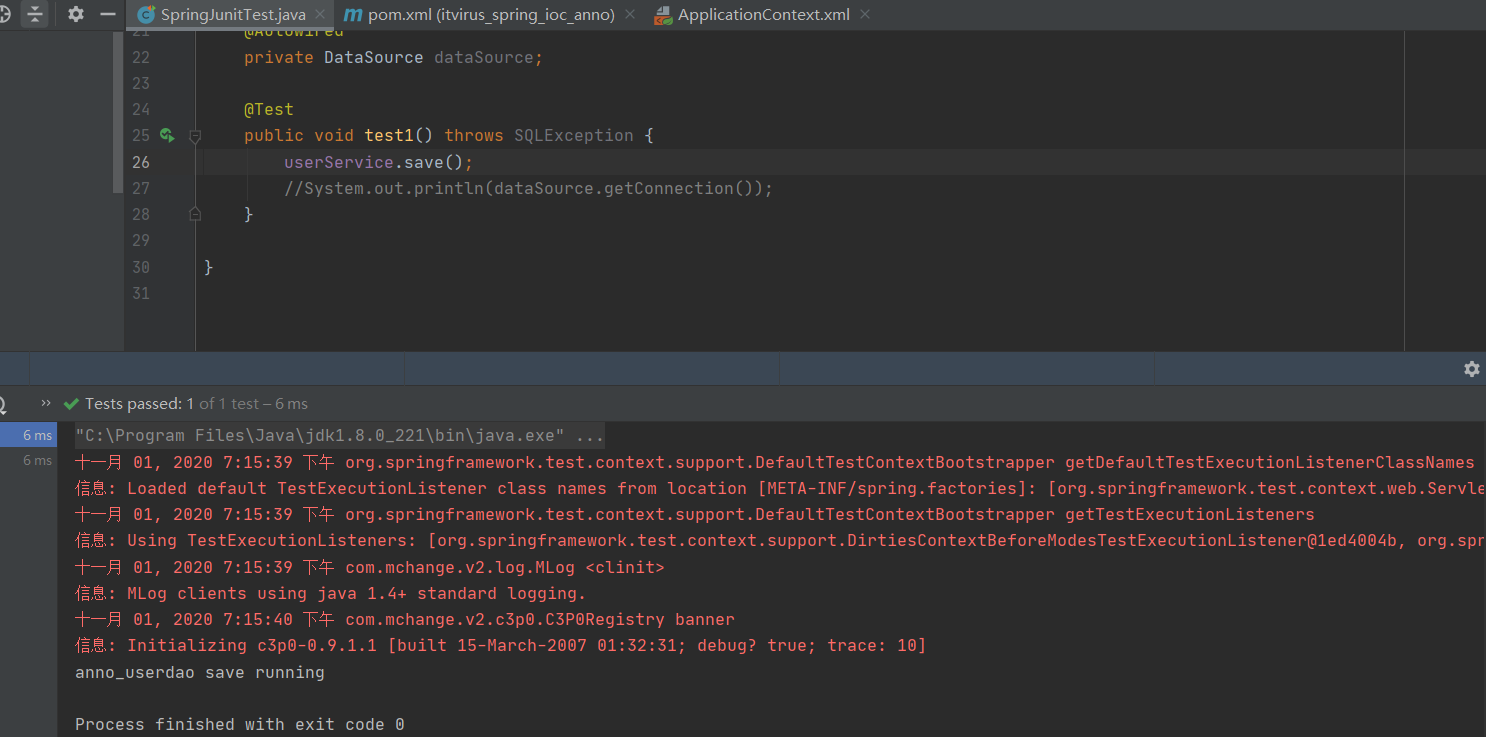 SpringJunitTest.java
pom.xml (itvirus_spring_ioc_anno)
ApplicationContext.xml
21 @Autowired
22 private DataSource dataSource;
23
24 @Test
25 public void test1() throws SQLException {
26 userService.save();
27 //System.out.println(dataSource.getConnection());
28 }
29
30 }
31
Tests passed: 1 of 1 test – 6 ms
6 ms
6 ms
"C:\Program Files\Java\jdk1.8.0_221\bin\java.exe" ...
十一月 01, 2020 7:15:39 下午 org.springframework.test.context.support.DefaultTestContextBootstrapper getDefaultTestExecutionListenerClassNames
信息: Loaded default TestExecutionListener class names from location [META-INF/spring.factories]: [org.springframework.test.context.web.Servle
十一月 01, 2020 7:15:39 下午 org.springframework.test.context.support.DefaultTestContextBootstrapper getTestExecutionListeners
信息: Using TestExecutionListeners: [org.springframework.test.context.support.DirtiesContextBeforeModesTestExecutionListener@1ed4004b, org.spr
十一月 01, 2020 7:15:39 下午 com.mchange.v2.log.MLog <clinit>
信息: MLog clients using java 1.4+ standard logging.
十一月 01, 2020 7:15:40 下午 com.mchange.v2.c3p0.C3P0Registry banner
信息: Initializing c3p0-0.9.1.1 [built 15-March-2007 01:32:31; debug? true; trace: 10]
anno_userdao save running
Process finished with exit code 0